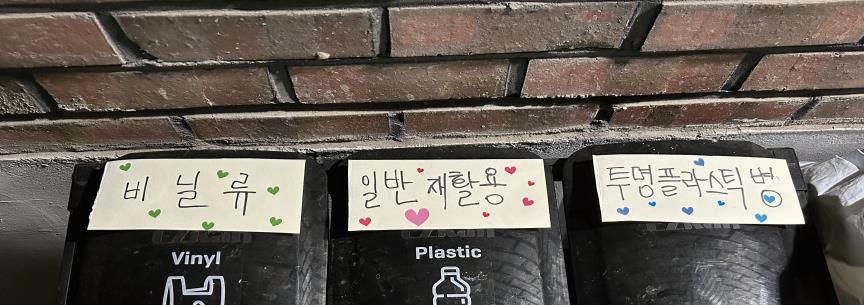 비닐류
일반 재활용
투명플라스틱병
Vinyl
Plastic